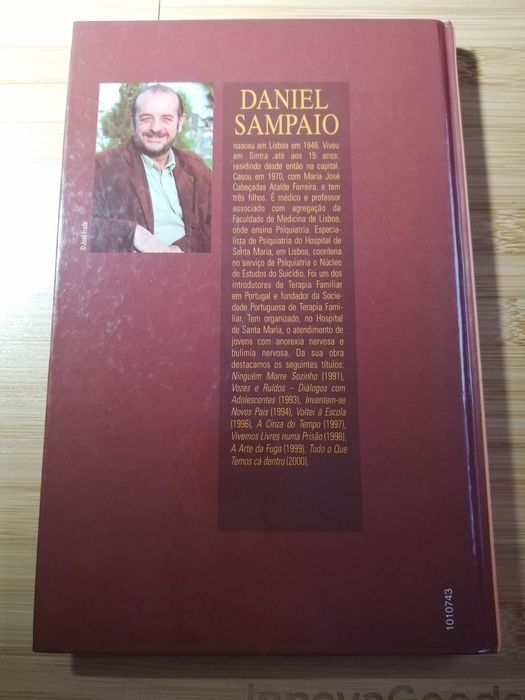 DANIEL
SAMPAIO
nasceu em Lisboa em 1946. Viveu
em Sintra até aos 15 anos,
residindo desde então na capital.
Casou em 1970, com Maria José
Cabeçadas Ataíde Ferreira, e tem
três filhos. É médico e professor
associado com agregação da
Faculdade de Medicina de Lisboa,
onde ensina Psiquiatria. Especia-
lista de Psiquiatria do Hospital de
Santa Maria, em Lisboa, coordena
no serviço de Psiquiatria o Núcleo
de Estudos do Suicídio. Foi um dos
introdutores da Terapia Familiar
em Portugal e fundador da Socie-
dade Portuguesa de Terapia Fami-
liar. Tem organizado, no Hospital
de Santa Maria, o atendimento de
jovens com anorexia nervosa e
bulimia nervosa. Da sua obra
destacamos os seguintes títulos:
Ninguém Morre Sozinho (1991),
Vozes e Ruídos – Diálogos com
Adolescentes (1993), Inventem-se
Novos Pais (1994), Voltei à Escola
(1996), A Cinza do Tempo (1997),
Vivemos Livres numa Prisão (1998),
A Arte da Fuga (1999), Tudo o Que
Temos cá dentro (2000).
© José Frade
1010743